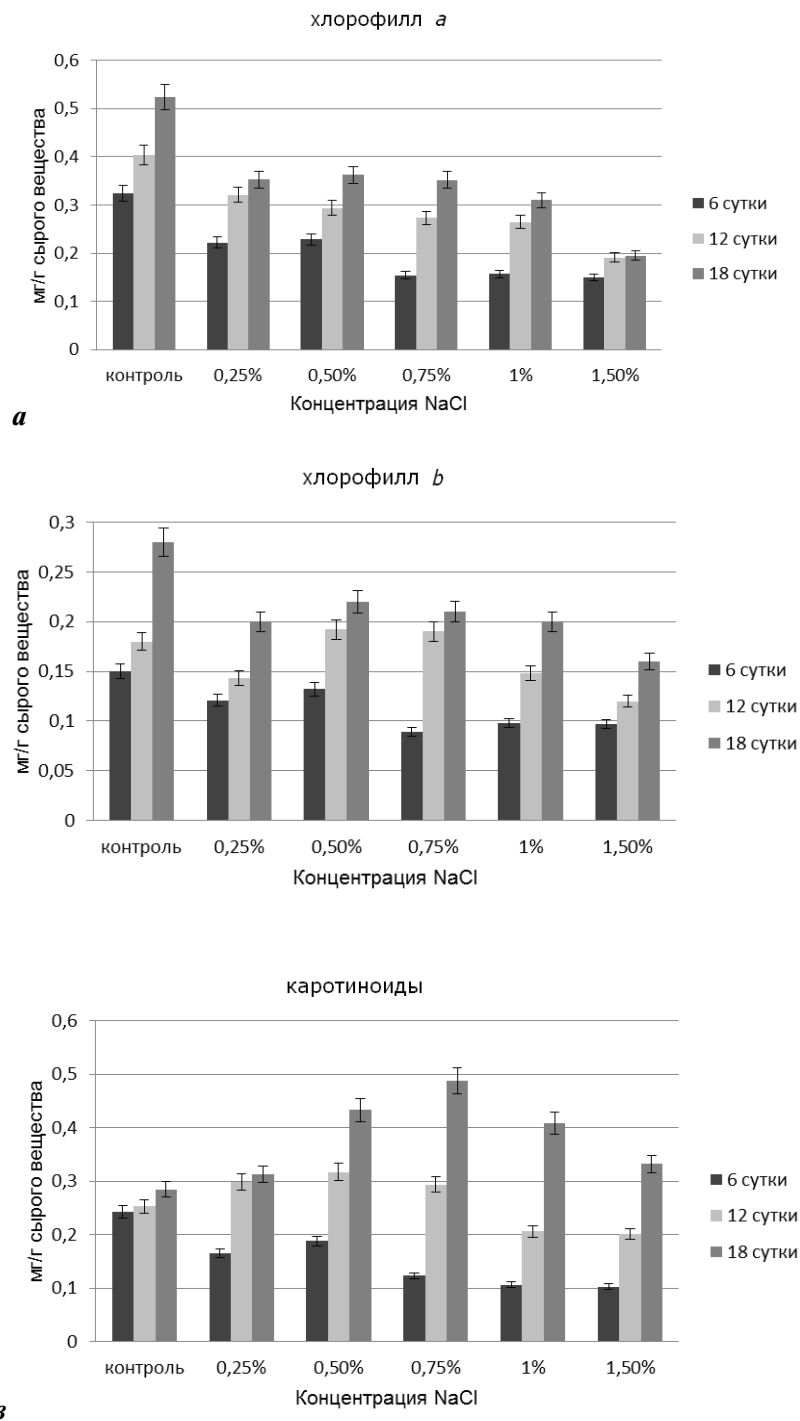 хлорофилл a
0,6
0,5
0,4
0,3
0,2
0,1
0
мг/г сырого вещества
контроль 0,25% 0,50% 0,75% 1% 1,50%
Концентрация NaCl
6 сутки
12 сутки
18 сутки
а
хлорофилл b
0,3
0,25
0,2
0,15
0,1
0,05
0
мг/г сырого вещества
контроль 0,25% 0,50% 0,75% 1% 1,50%
Концентрация NaCl
6 сутки
12 сутки
18 сутки
каротиноиды
0,6
0,5
0,4
0,3
0,2
0,1
0
мг/г сырого вещества
контроль 0,25% 0,50% 0,75% 1% 1,50%
Концентрация NaCl
6 сутки
12 сутки
18 сутки
в